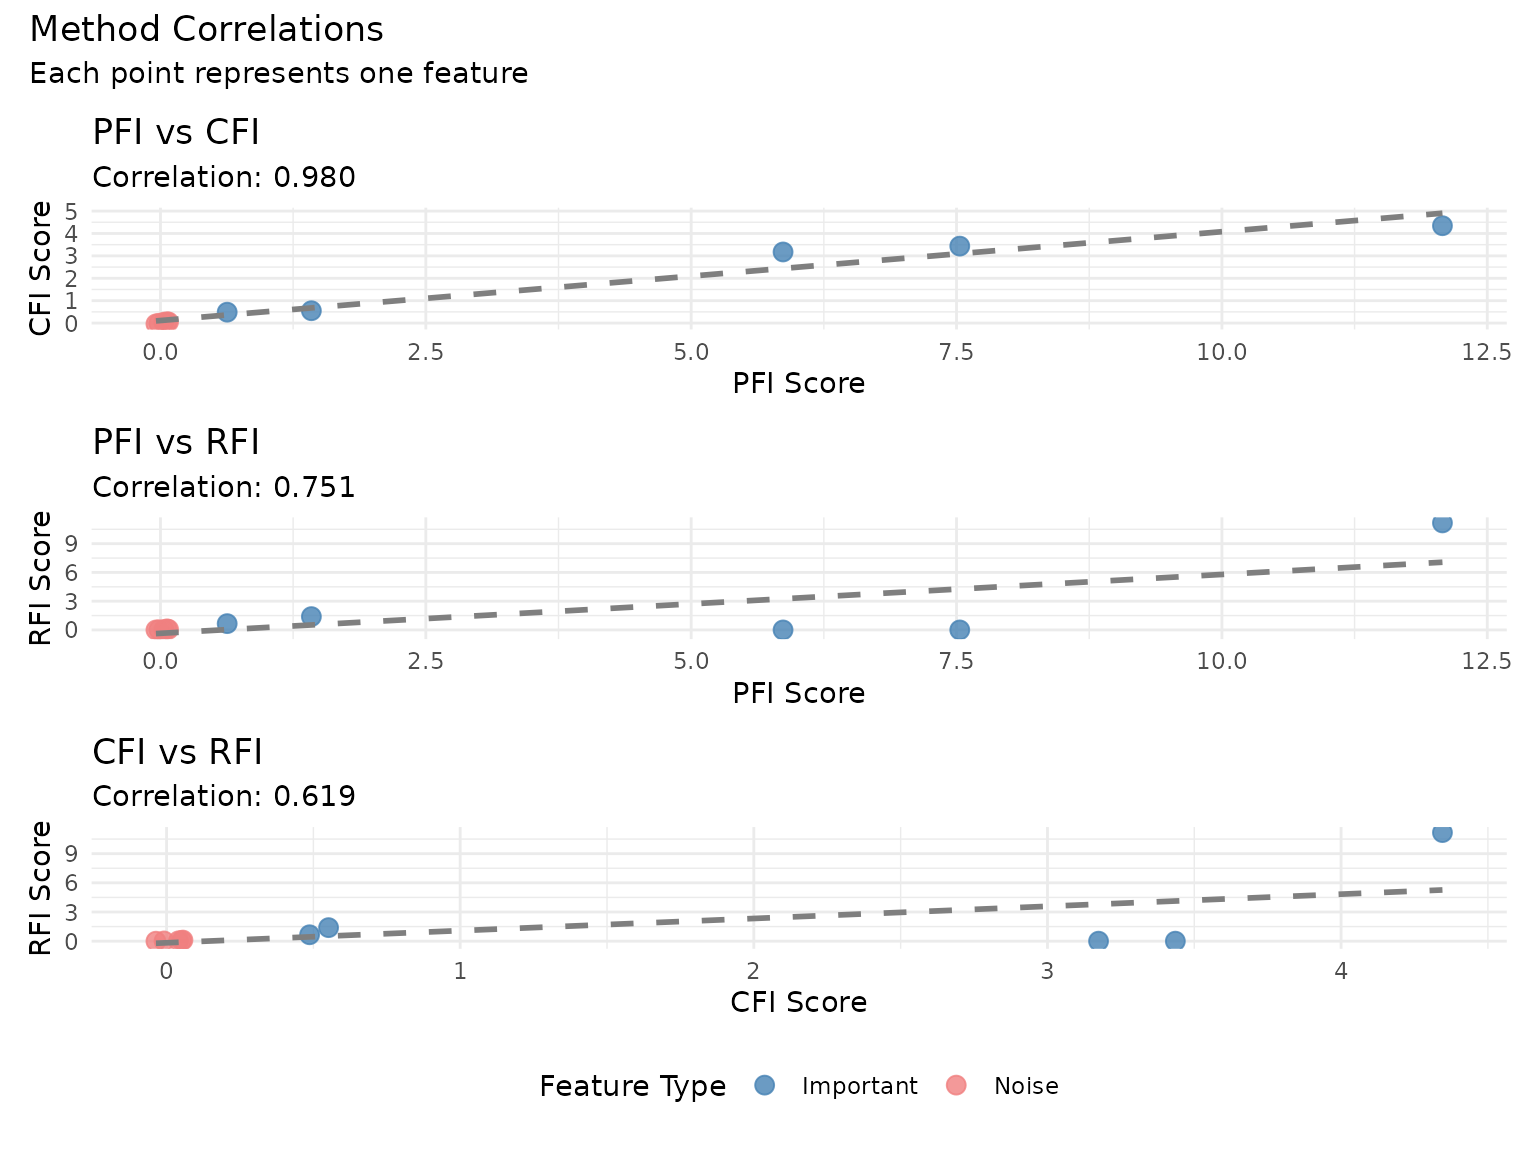 Method Correlations
Each point represents one feature
PFI vs CFI
Correlation: 0.980
CFI Score
5
4
3
2
1
0
0.0 2.5 5.0 7.5 10.0 12.5
PFI Score
PFI vs RFI
Correlation: 0.751
RFI Score
9
6
3
0
0.0 2.5 5.0 7.5 10.0 12.5
PFI Score
CFI vs RFI
Correlation: 0.619
RFI Score
9
6
3
0
0 1 2 3 4
CFI Score
Feature Type Important Noise